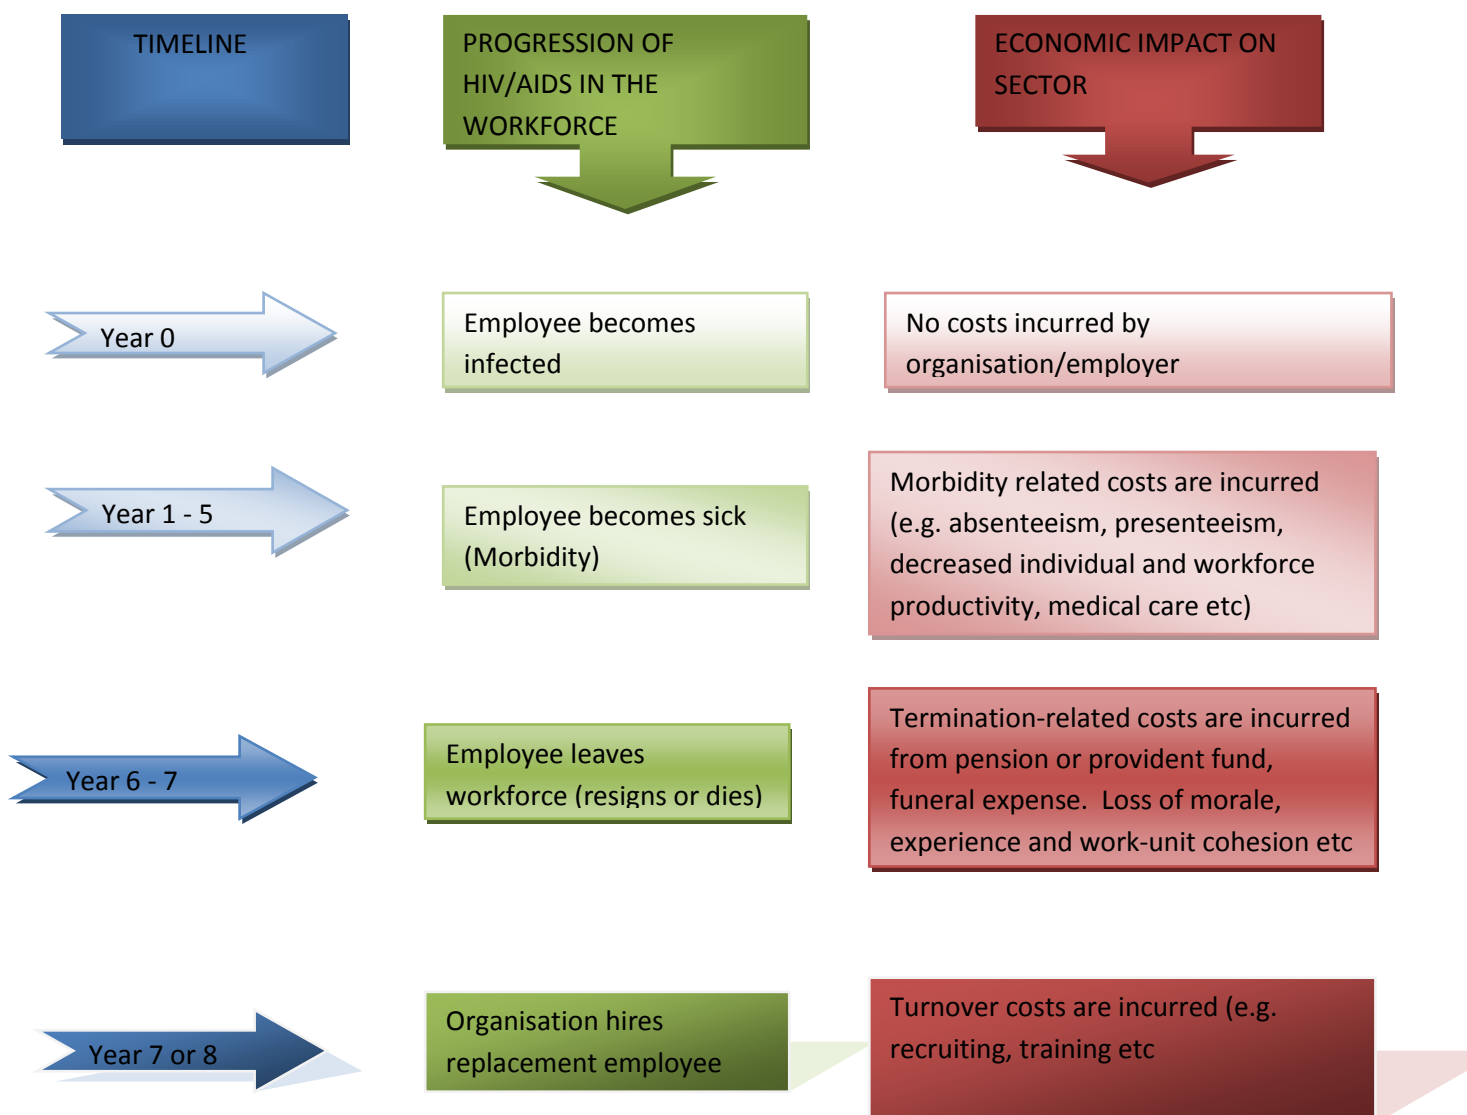 TIMELINE
PROGRESSION OF
HIV/AIDS IN THE
WORKFORCE
ECONOMIC IMPACT ON
SECTOR
Year 0
Employee becomes
infected
No costs incurred by
organisation/employer
Year 1 - 5
Employee becomes sick
(Morbidity)
Morbidity related costs are incurred
(e.g. absenteeism, presenteeism,
decreased individual and workforce
productivity, medical care etc)
Year 6 - 7
Employee leaves
workforce (resigns or dies)
Termination-related costs are incurred
from pension or provident fund,
funeral expense.  Loss of morale,
experience and work-unit cohesion etc
Year 7 or 8
Organisation hires
replacement employee
Turnover costs are incurred (e.g.
recruiting, training etc